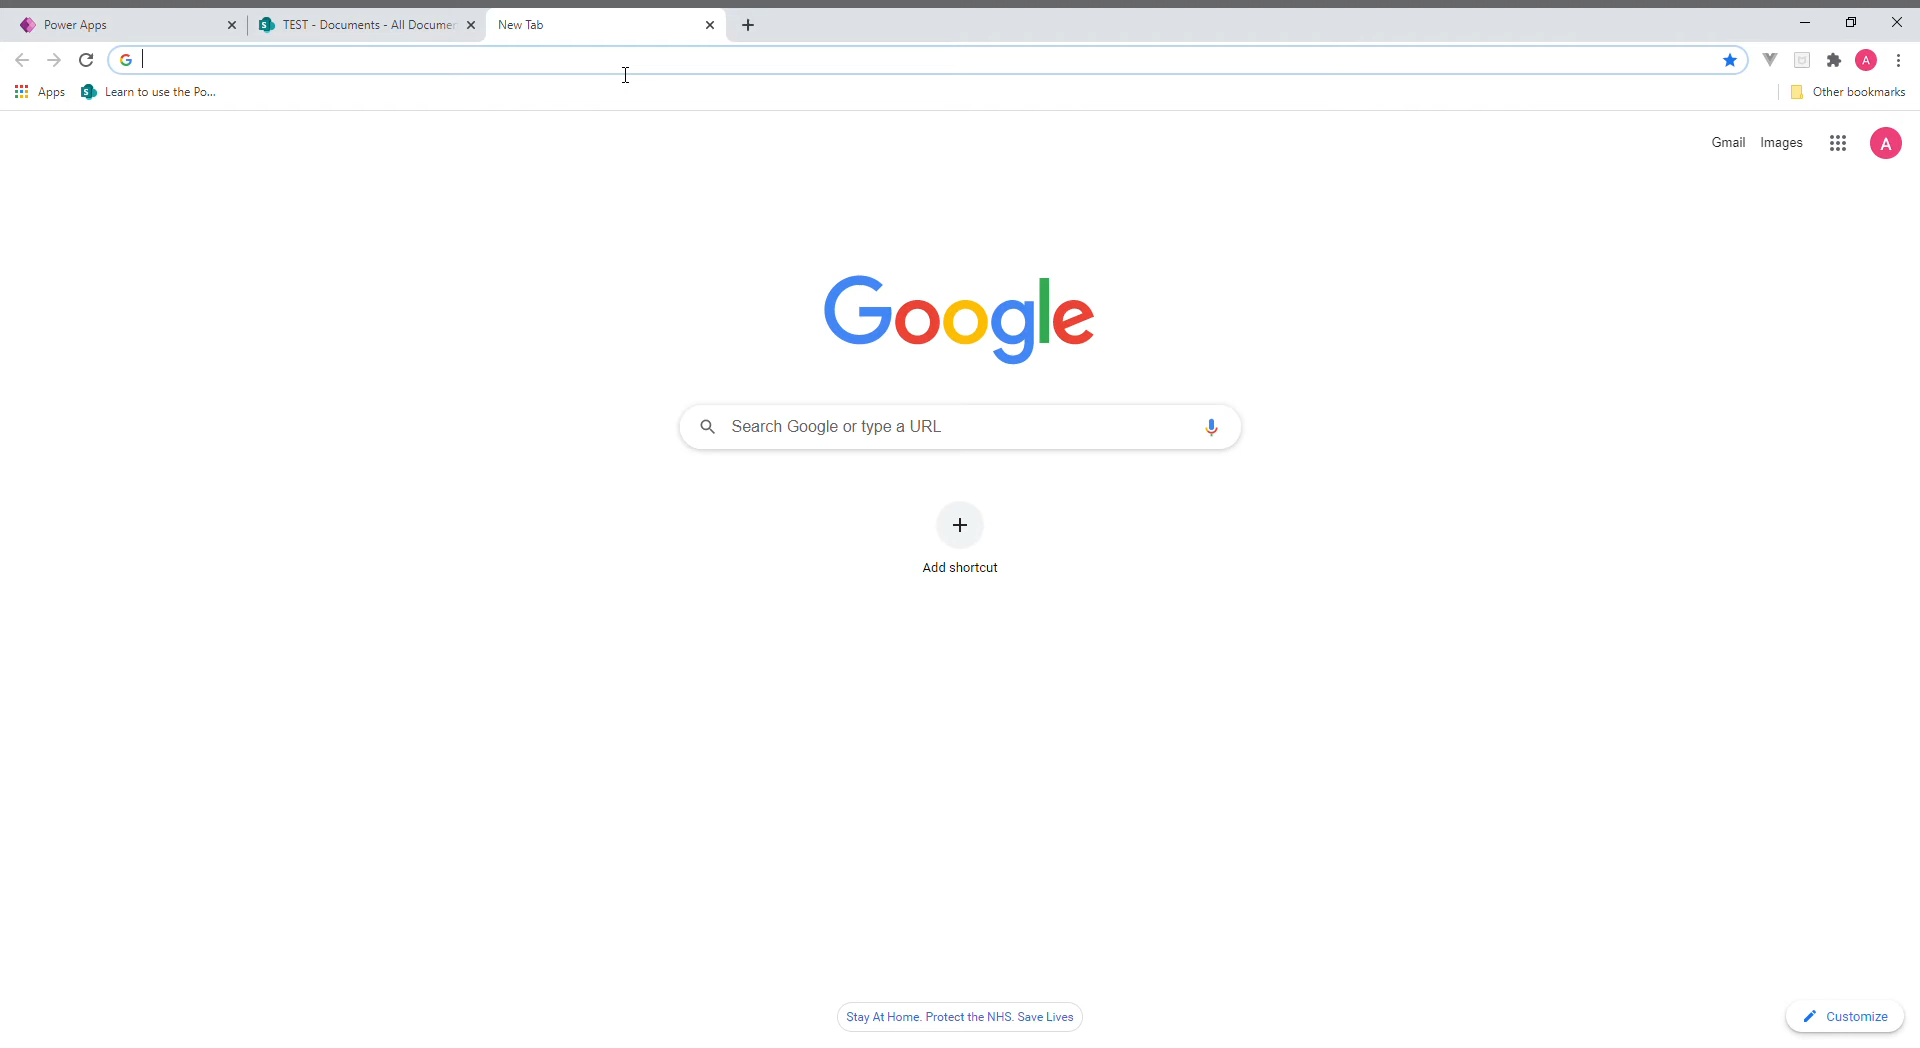 Power Apps
TEST - Documents - All Documen
New Tab
Apps
Learn to use the Po...
Other bookmarks
Gmail
Images
A
A
Google
Search Google or type a URL
Add shortcut
Stay At Home. Protect the NHS. Save Lives
Customize